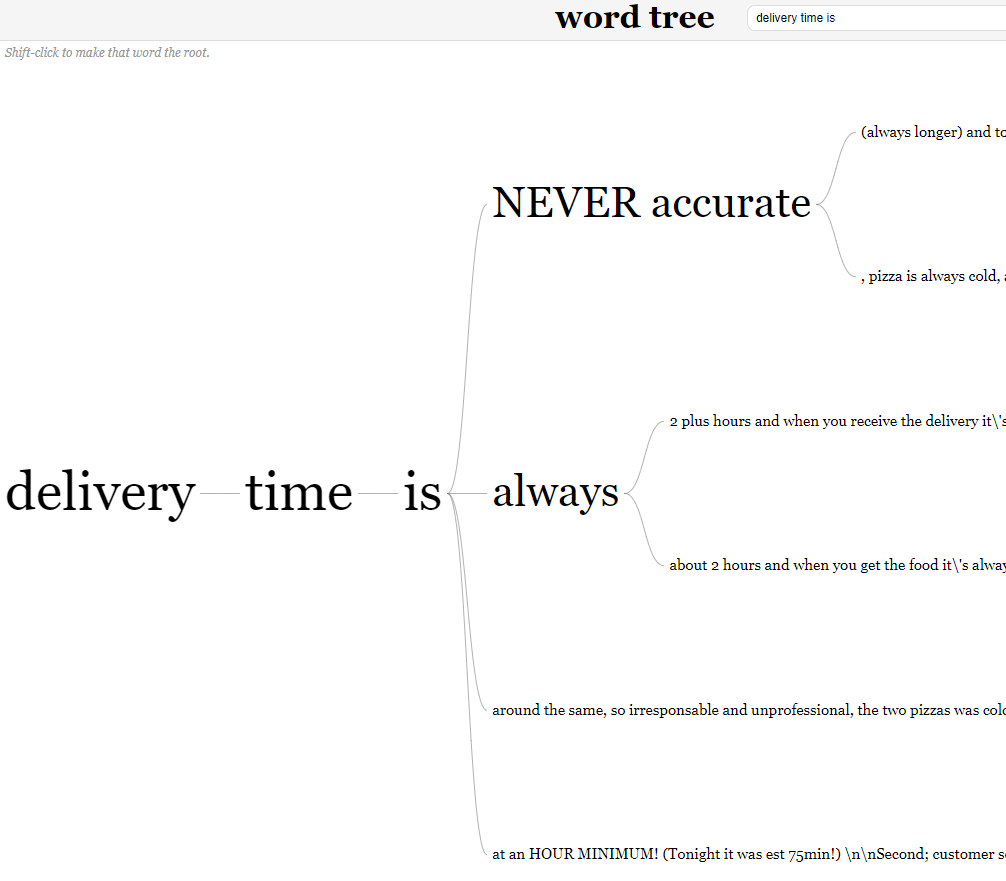 word tree
delivery time is
Shift-click to make that word the root.
(always longer) and to
NEVER accurate
, pizza is always cold,
2 plus hours and when you receive the delivery it\'s
delivery time is
always
about 2 hours and when you get the food it\'s alway
around the same, so irresponsable and unprofessional, the two pizzas was cold
at an HOUR MINIMUM! (Tonight it was est 75min!) \n\nSecond; customer s